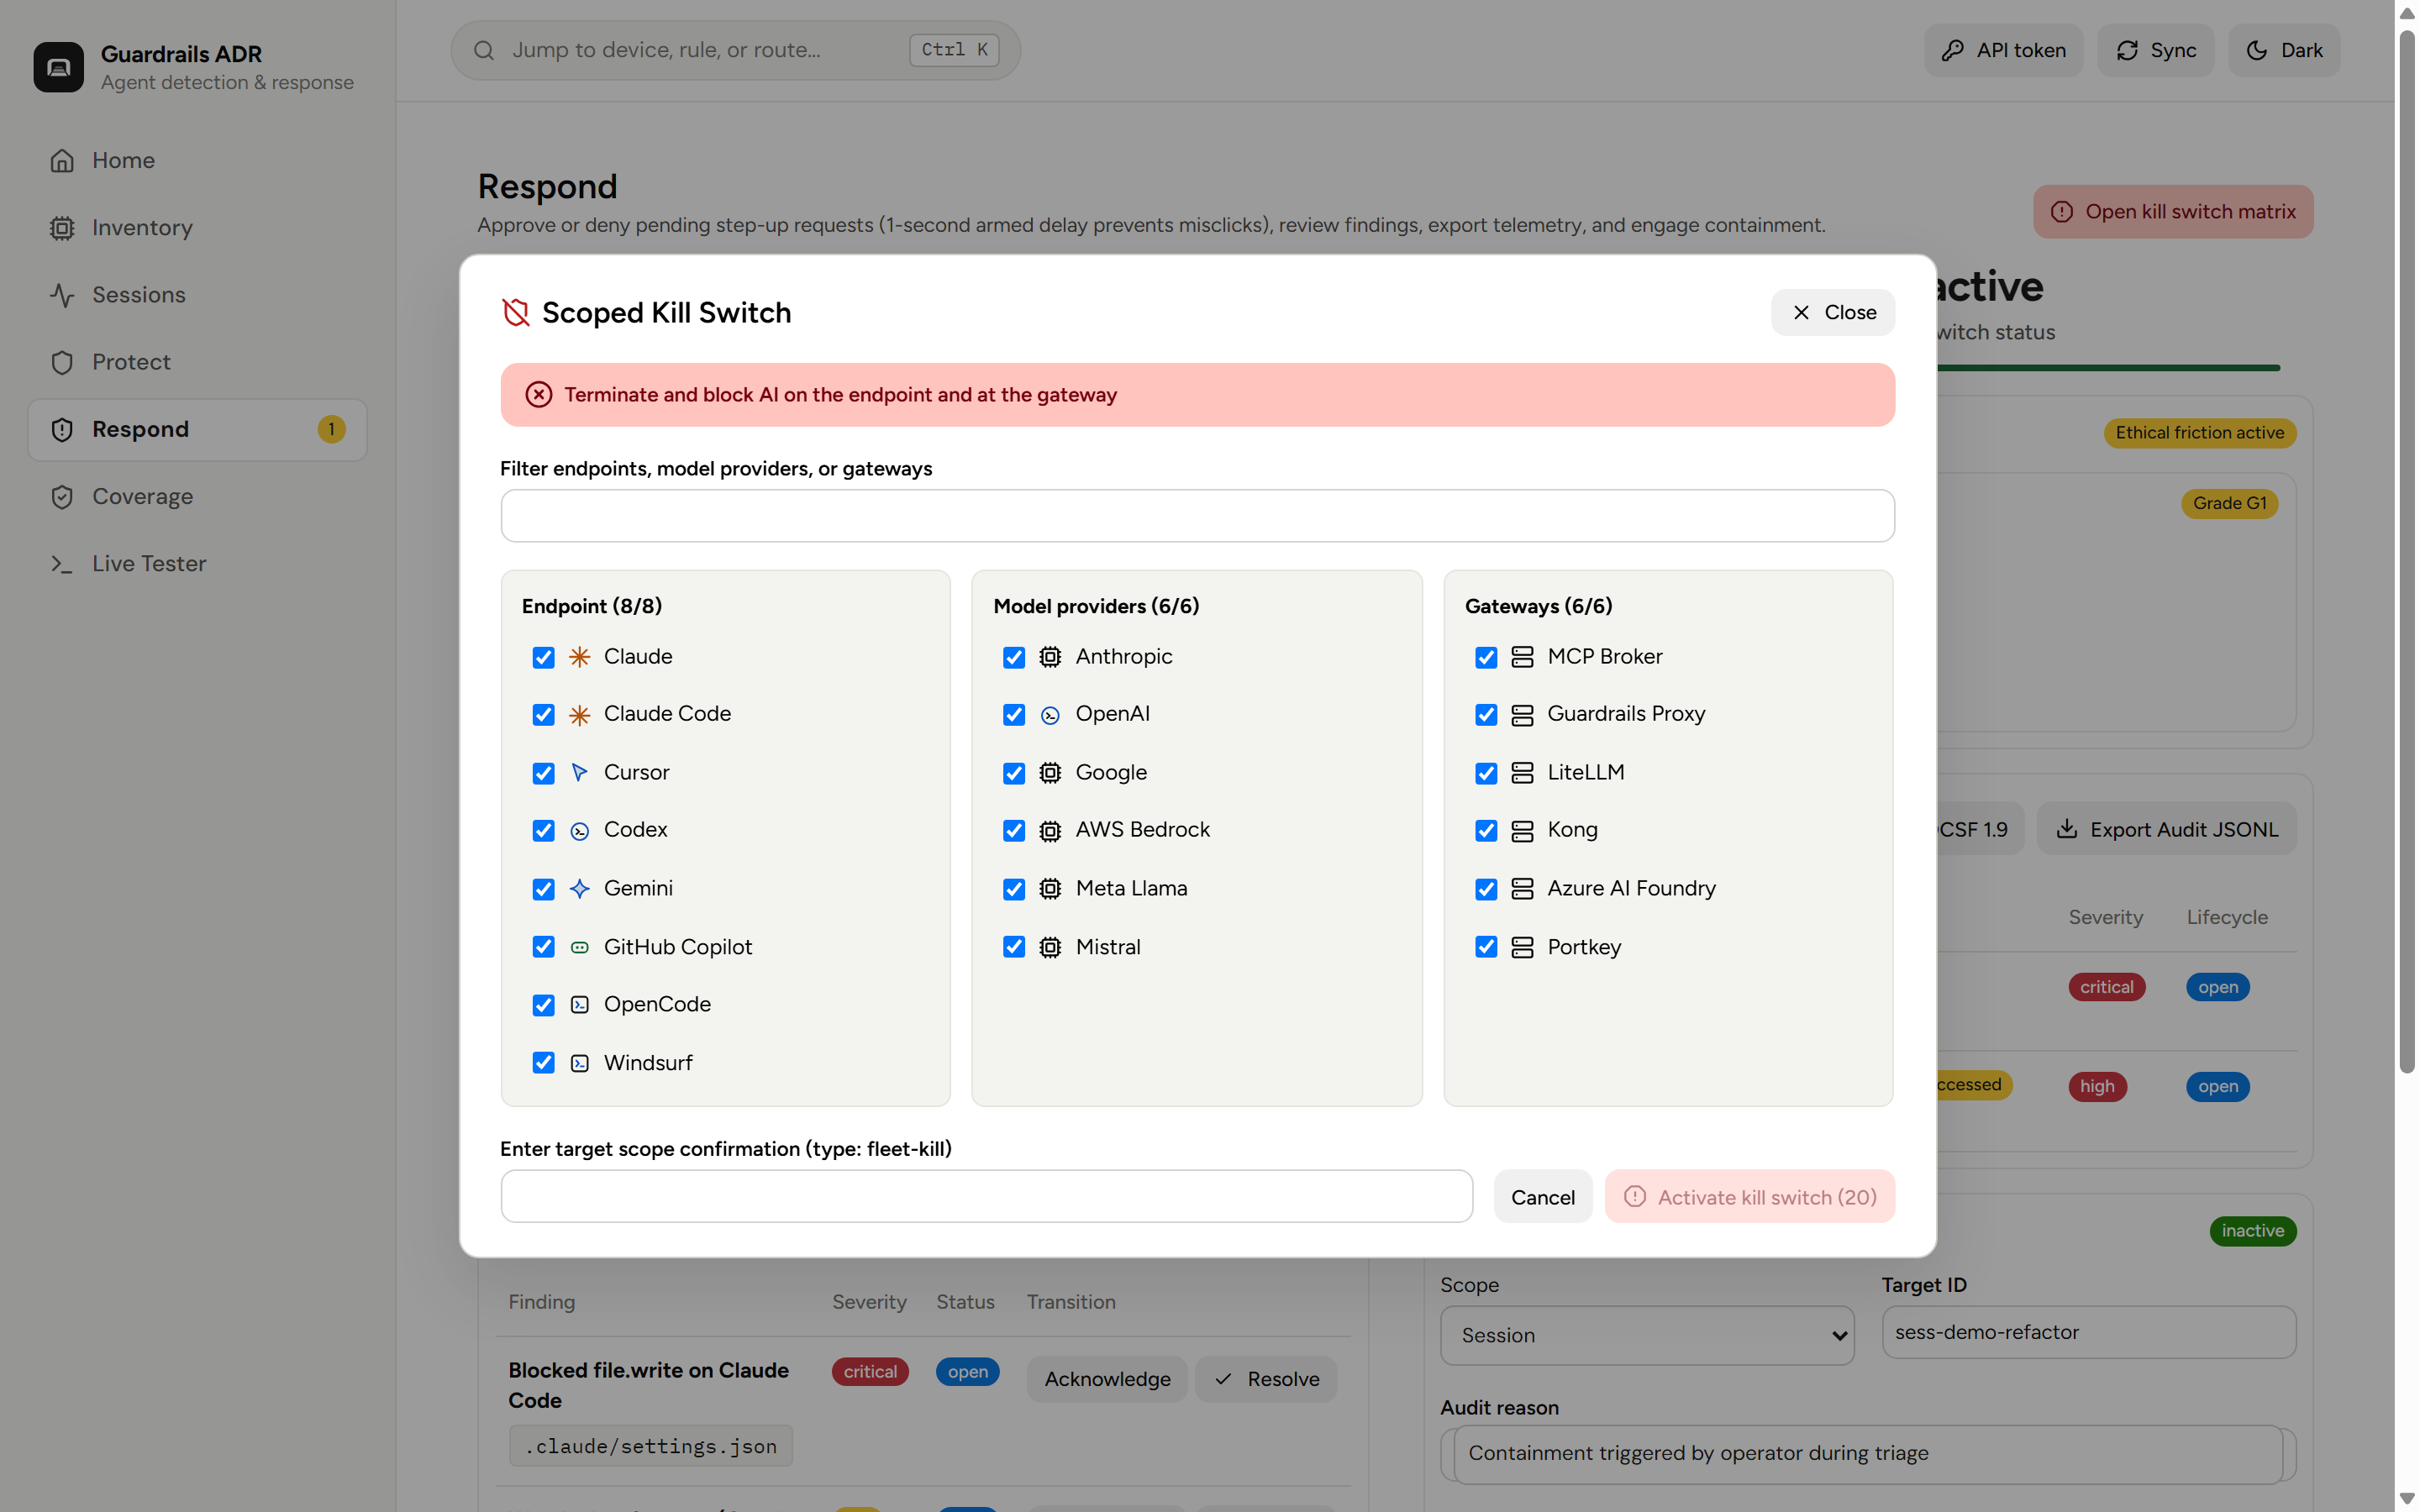 Guardrails ADR
Agent detection & response
Jump to device, rule, or route...
Ctrl K
API token
Sync
Dark
Home
Inventory
Sessions
Protect
Respond
1
Coverage
Live Tester
Respond
Approve or deny pending step-up requests (1-second armed delay prevents misclicks), review findings, export telemetry, and engage containment.
Open kill switch matrix
active
witch status
Ethical friction active
Grade G1
Scoped Kill Switch
Close
Terminate and block AI on the endpoint and at the gateway
Filter endpoints, model providers, or gateways
Endpoint (8/8)
Claude
Claude Code
Cursor
Codex
Gemini
GitHub Copilot
OpenCode
Windsurf
Model providers (6/6)
Anthropic
OpenAI
Google
AWS Bedrock
Meta Llama
Mistral
Gateways (6/6)
MCP Broker
Guardrails Proxy
LiteLLM
Kong
Azure AI Foundry
Portkey
Enter target scope confirmation (type: fleet-kill)
Cancel
Activate kill switch (20)
CSF 1.9
Export Audit JSONL
Severity
Lifecycle
critical
open
ccessed
high
open
inactive
Finding
Severity
Status
Transition
Blocked file.write on Claude
Code
.claude/settings.json
critical
open
Acknowledge
Resolve
Scope
Session
Target ID
sess-demo-refactor
Audit reason
Containment triggered by operator during triage